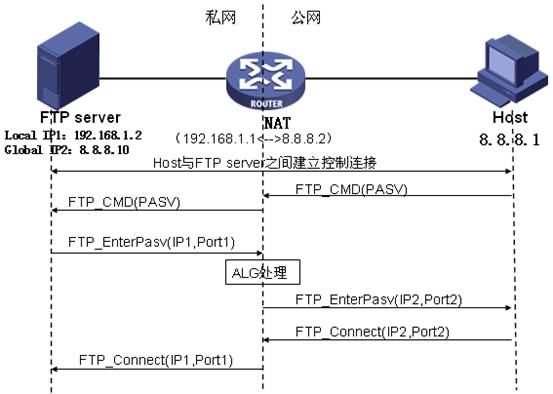 私网 公网
ROUTER
FTP server
NAT
Host
Local IP1: 192.168.1.2
Global IP2: 8.8.8.10
(192.168.1.1<-->8.8.8.2)
8.8.8.1
Host与FTP server之间建立控制连接
FTP_CMD(PASV)
FTP_CMD(PASV)
FTP_EnterPasv(IP1,Port1)
ALG处理
FTP_EnterPasv(IP2,Port2)
FTP_Connect(IP2,Port2)
FTP_Connect(IP1,Port1)